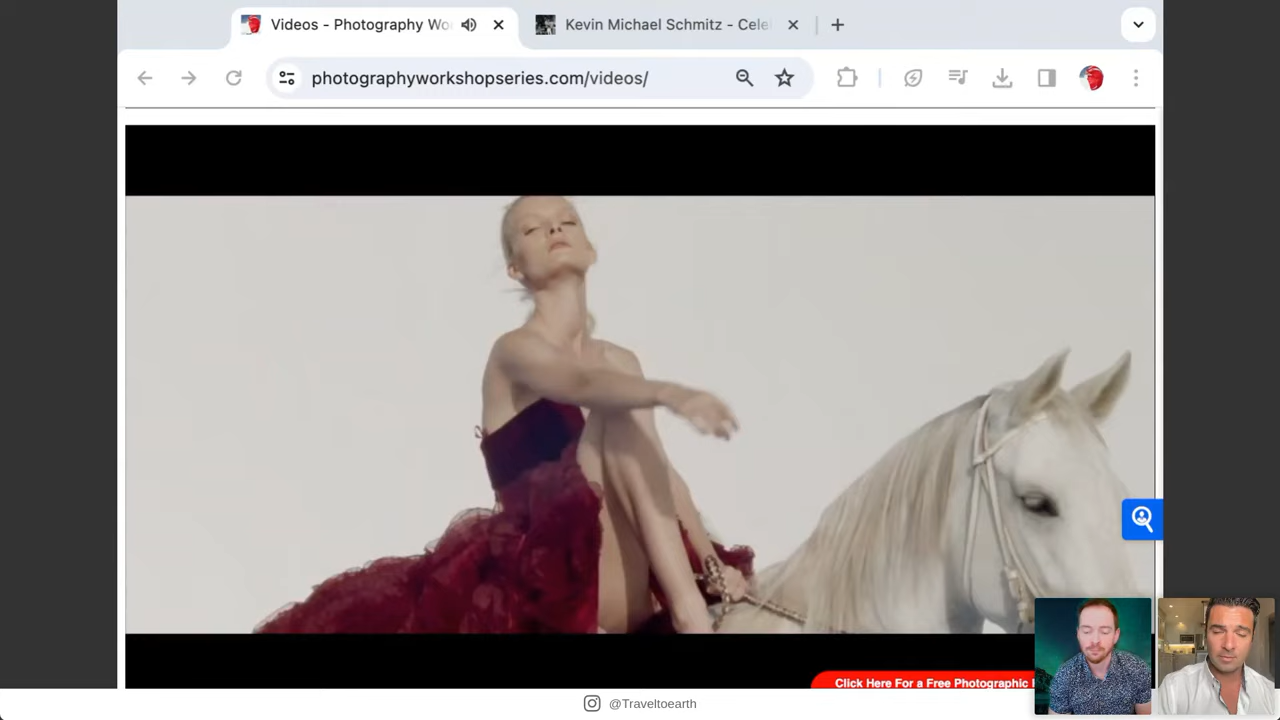 Videos - Photography Wo
Kevin Michael Schmitz - Cele
photographyworkshopseries.com/videos/
Click Here For a Free Photographic
@Traveltoearth